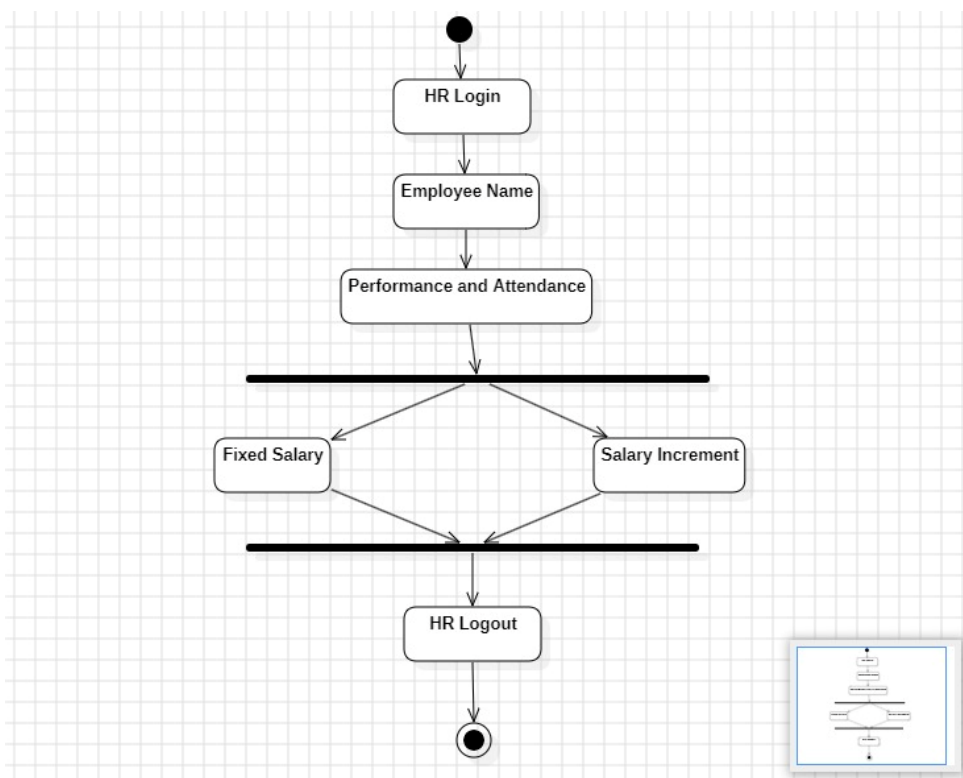 HR Login
Employee Name
Performance and Attendance
Fixed Salary
Salary Increment
HR Logout